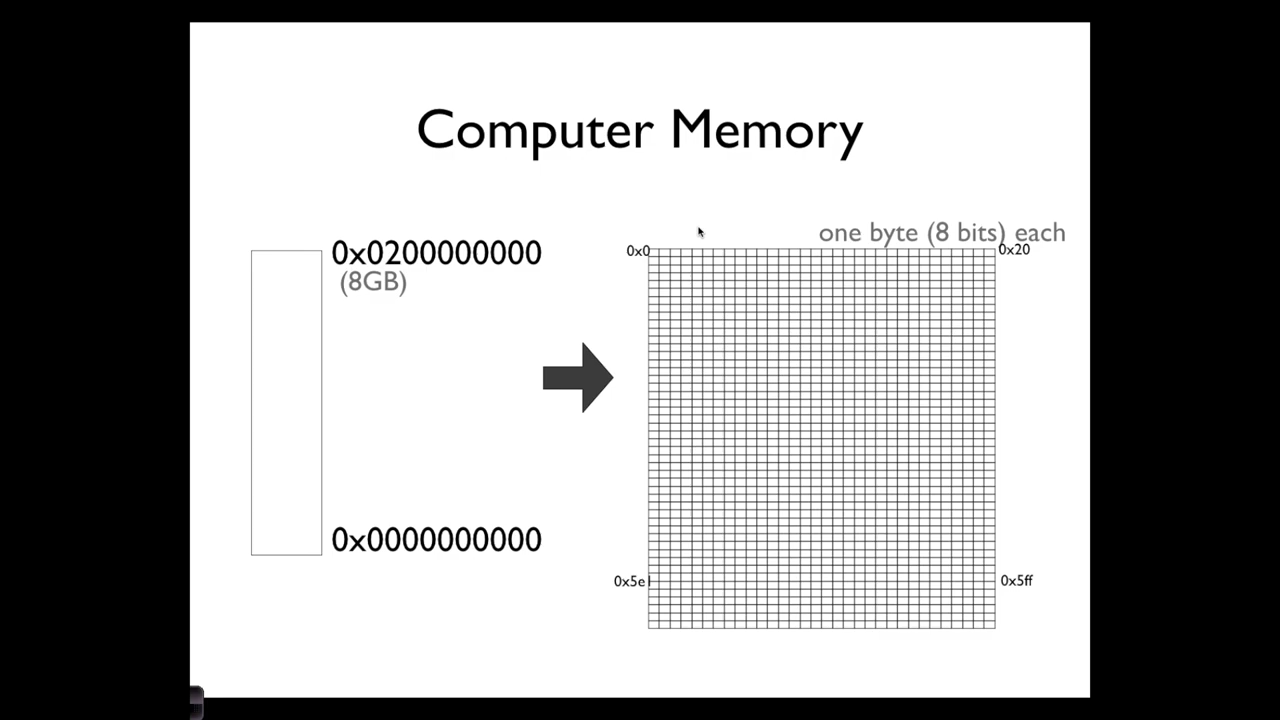 Computer Memory
one byte (8 bits) each
0x0200000000
(8GB)
0x0
0x20
0x0000000000
0x5e1
0x5ff